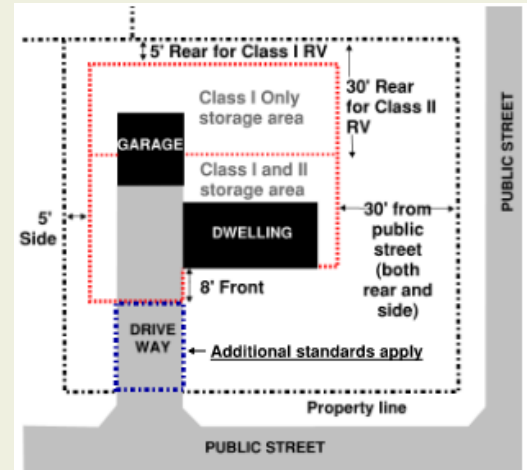 5' Rear for Class I RV
Class I Only
storage area
30' Rear
for Class II
RV
GARAGE
PUBLIC STREET
Class I and II
storage area
5'
Side
DWELLING
30' from
public
street
(both
rear and
side)
8' Front
DRIVE
WAY
Additional standards apply
Property line
PUBLIC STREET